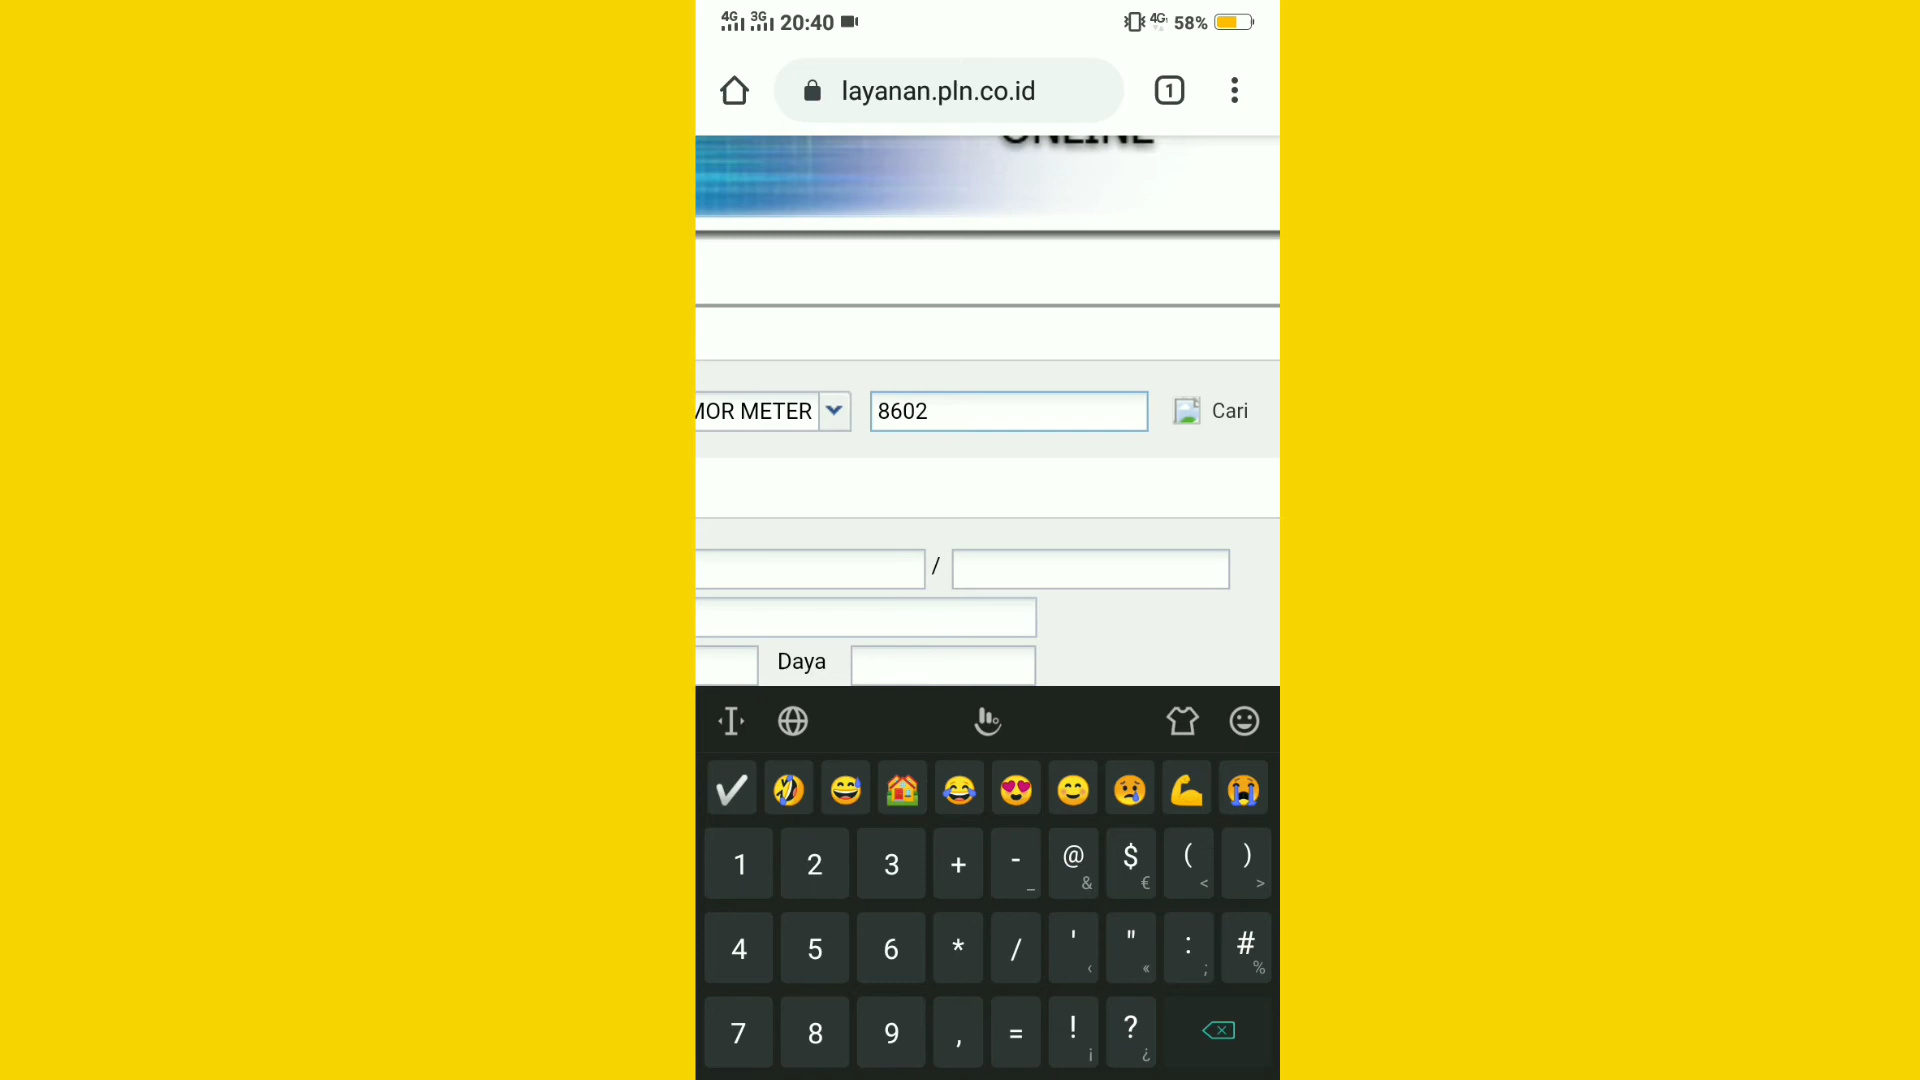 4G 3G 20:40 4G 58%
layanan.pln.co.id 1
ONLINE
MOR METER 8602 Cari
/
Daya
1 2 3 + - _ @ & $ € ( < ) >
4 5 6 * / ' ‹ " « : ; # %
7 8 9 , = ! ¡ ? ¿